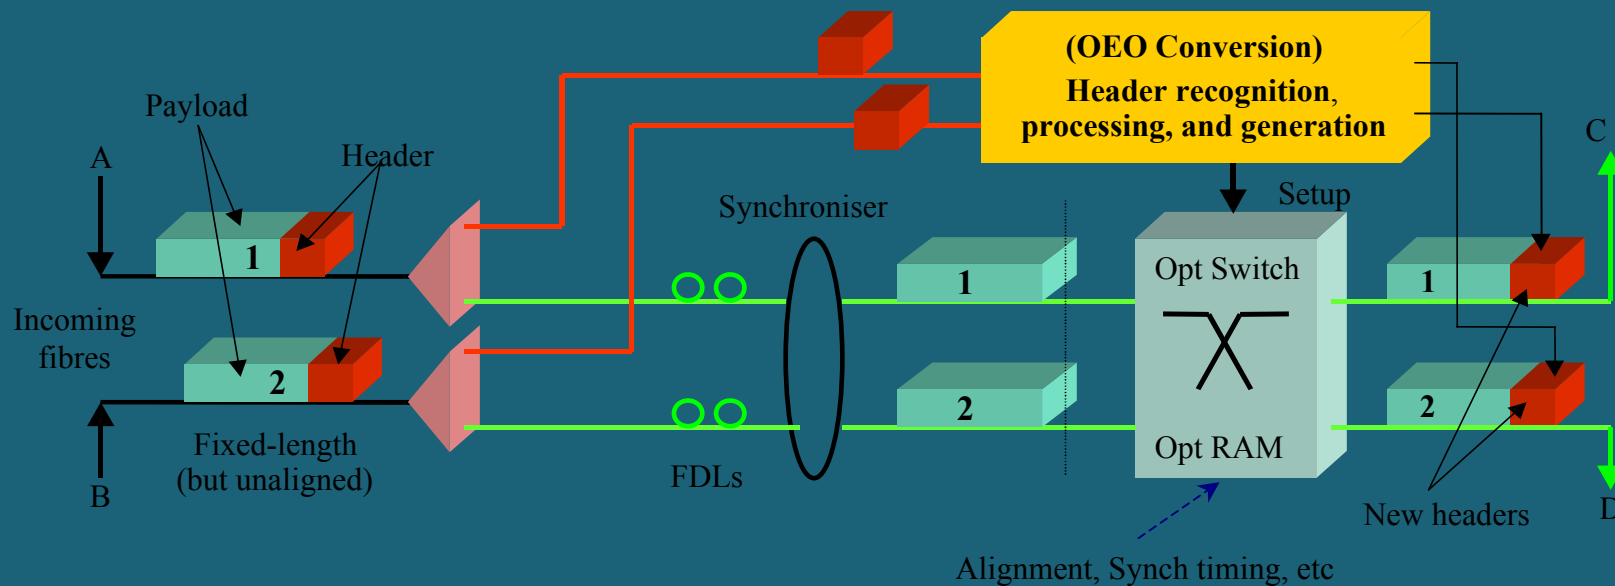 (OEO Conversion)
Header recognition,
processing, and generation
Payload
Header
A
C
Synchroniser
Setup
1
1
Opt Switch
1
Incoming
fibres
2
2
2
Fixed-length
(but unaligned)
B
FDLs
Opt RAM
New headers
D
Alignment, Synch timing, etc